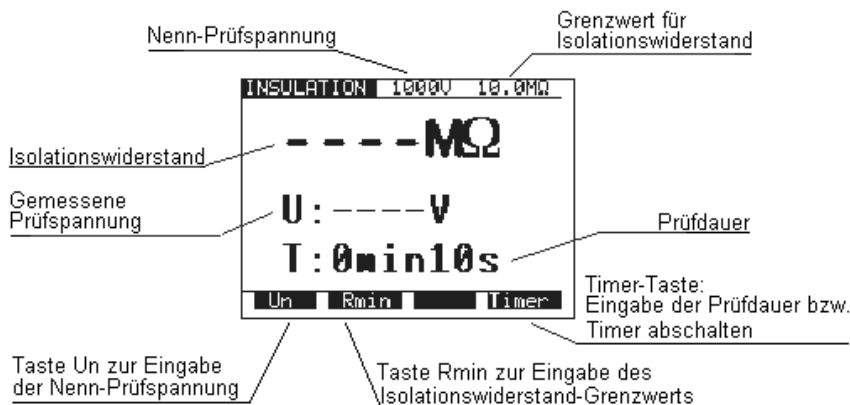 Nenn-Prüfspannung
Grenzwert für
Isolationswiderstand
INSULATION 1000V 10.0MΩ
----MΩ
Isolationswiderstand
Gemessene
Prüfspannung
U:----V
Prüfdauer
T:0min10s
Timer-Taste:
Eingabe der Prüfdauer bzw.
Timer abschalten
Un Rmin Timer
Taste Un zur Eingabe
der Nenn-Prüfspannung
Taste Rmin zur Eingabe des
Isolationswiderstand-Grenzwerts